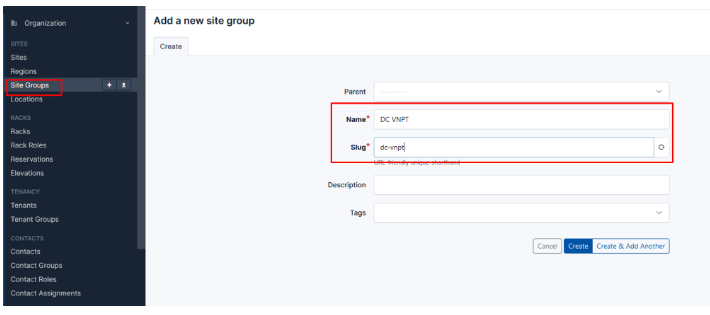 Organization
SITES
Sites
Regions
Site Groups
Locations
RACKS
Racks
Rack Roles
Reservations
Elevations
TENANCY
Tenants
Tenant Groups
CONTACTS
Contacts
Contact Groups
Contact Roles
Contact Assignments
Add a new site group
Create
Parent ---------
Name* DC VNPT
Slug* dc-vnpt
URL-friendly unique shorthand
Description
Tags
Cancel Create Create & Add Another